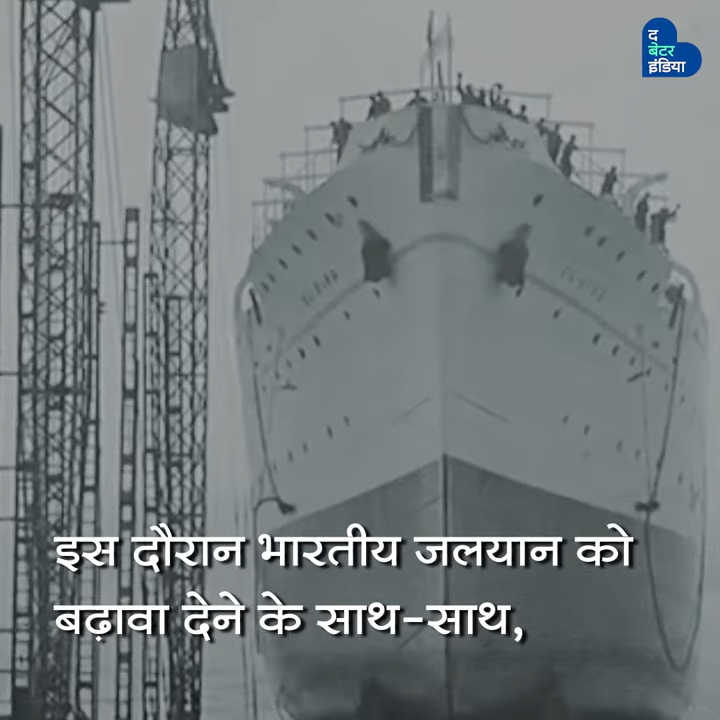 द
बेटर
इंडिया
इस दौरान भारतीय जलयान को
बढ़ावा देने के साथ-साथ,